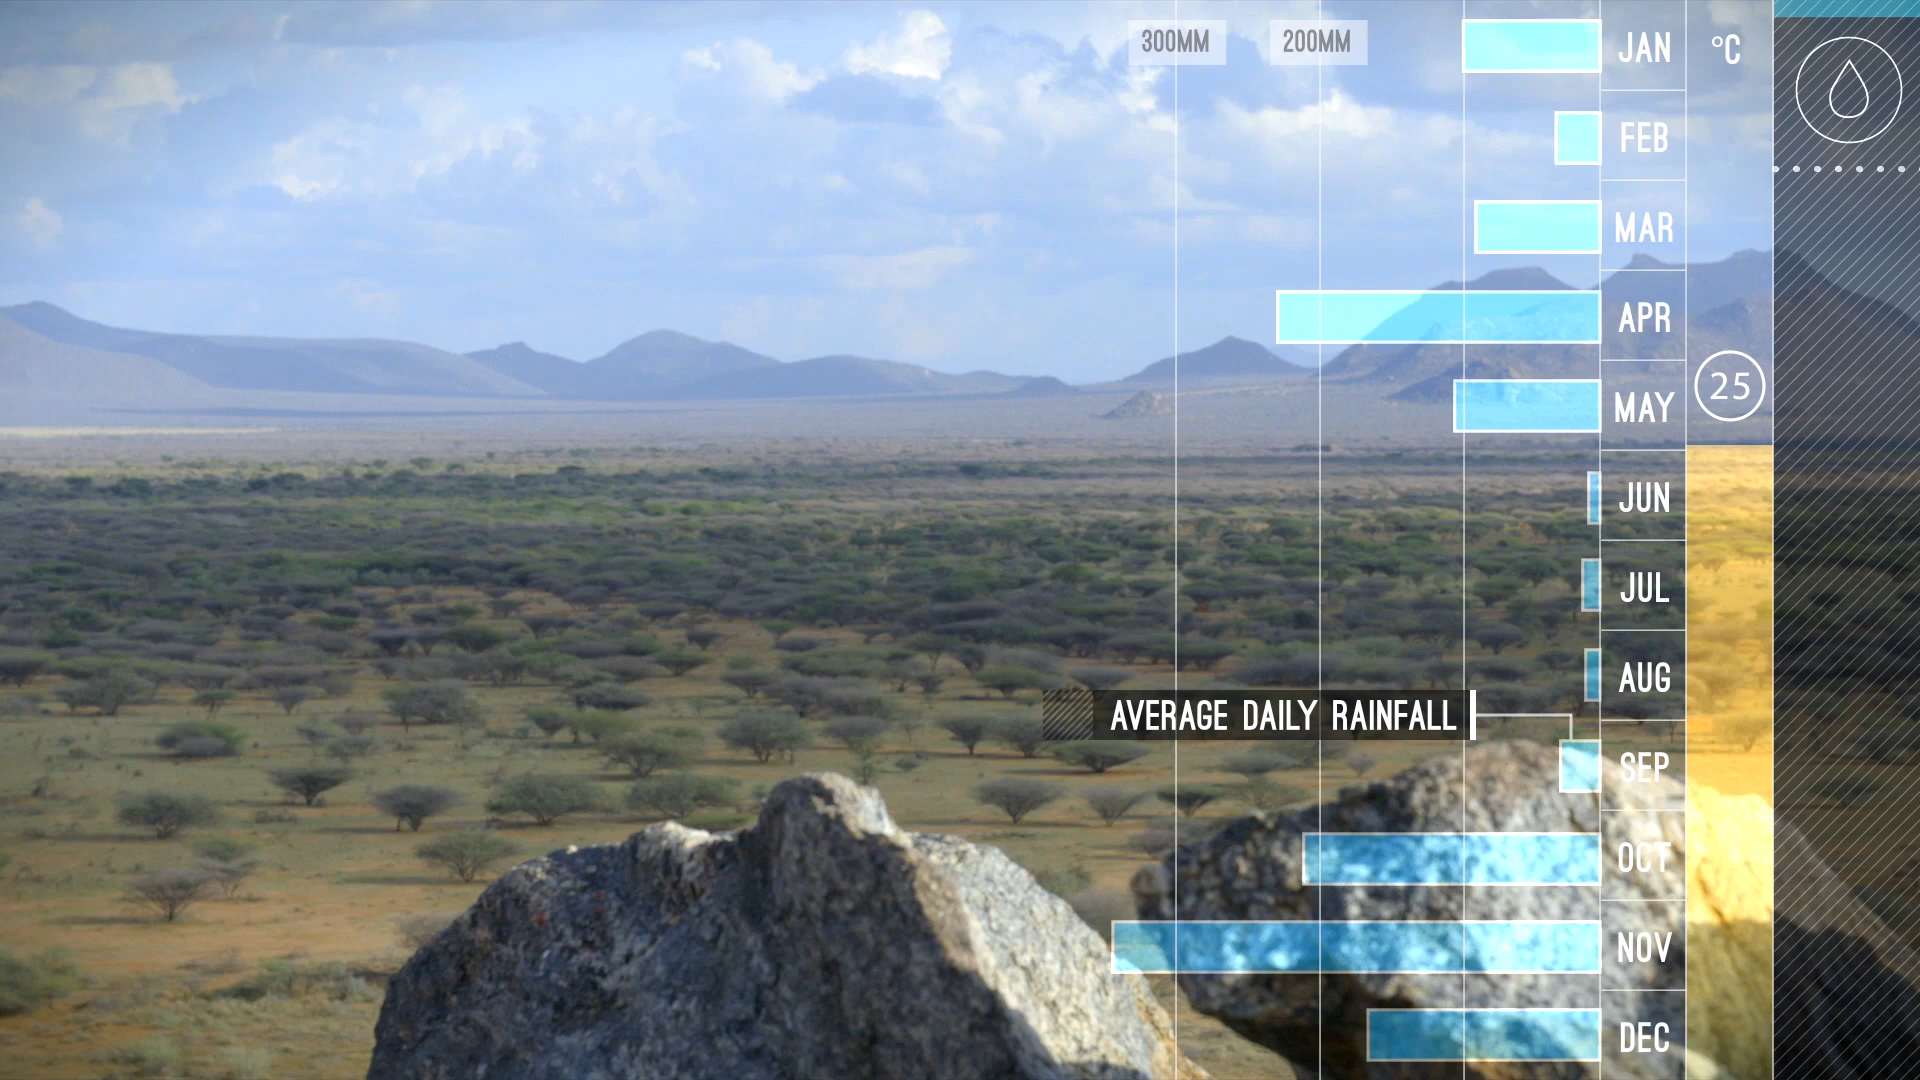 300MM
200MM
JAN
°C
FEB
MAR
APR
25
MAY
JUN
JUL
AUG
AVERAGE DAILY RAINFALL
SEP
OCT
NOV
DEC